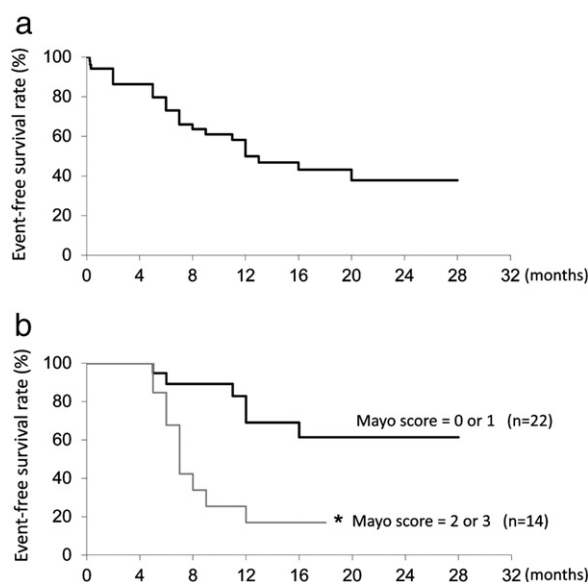 a
Event-free survival rate (%)
100
80
60
40
20
0
0 4 8 12 16 20 24 28 32 (months)
b
Event-free survival rate (%)
100
80
60
40
20
0
Mayo score = 0 or 1 (n=22)
* Mayo score = 2 or 3 (n=14)
0 4 8 12 16 20 24 28 32 (months)